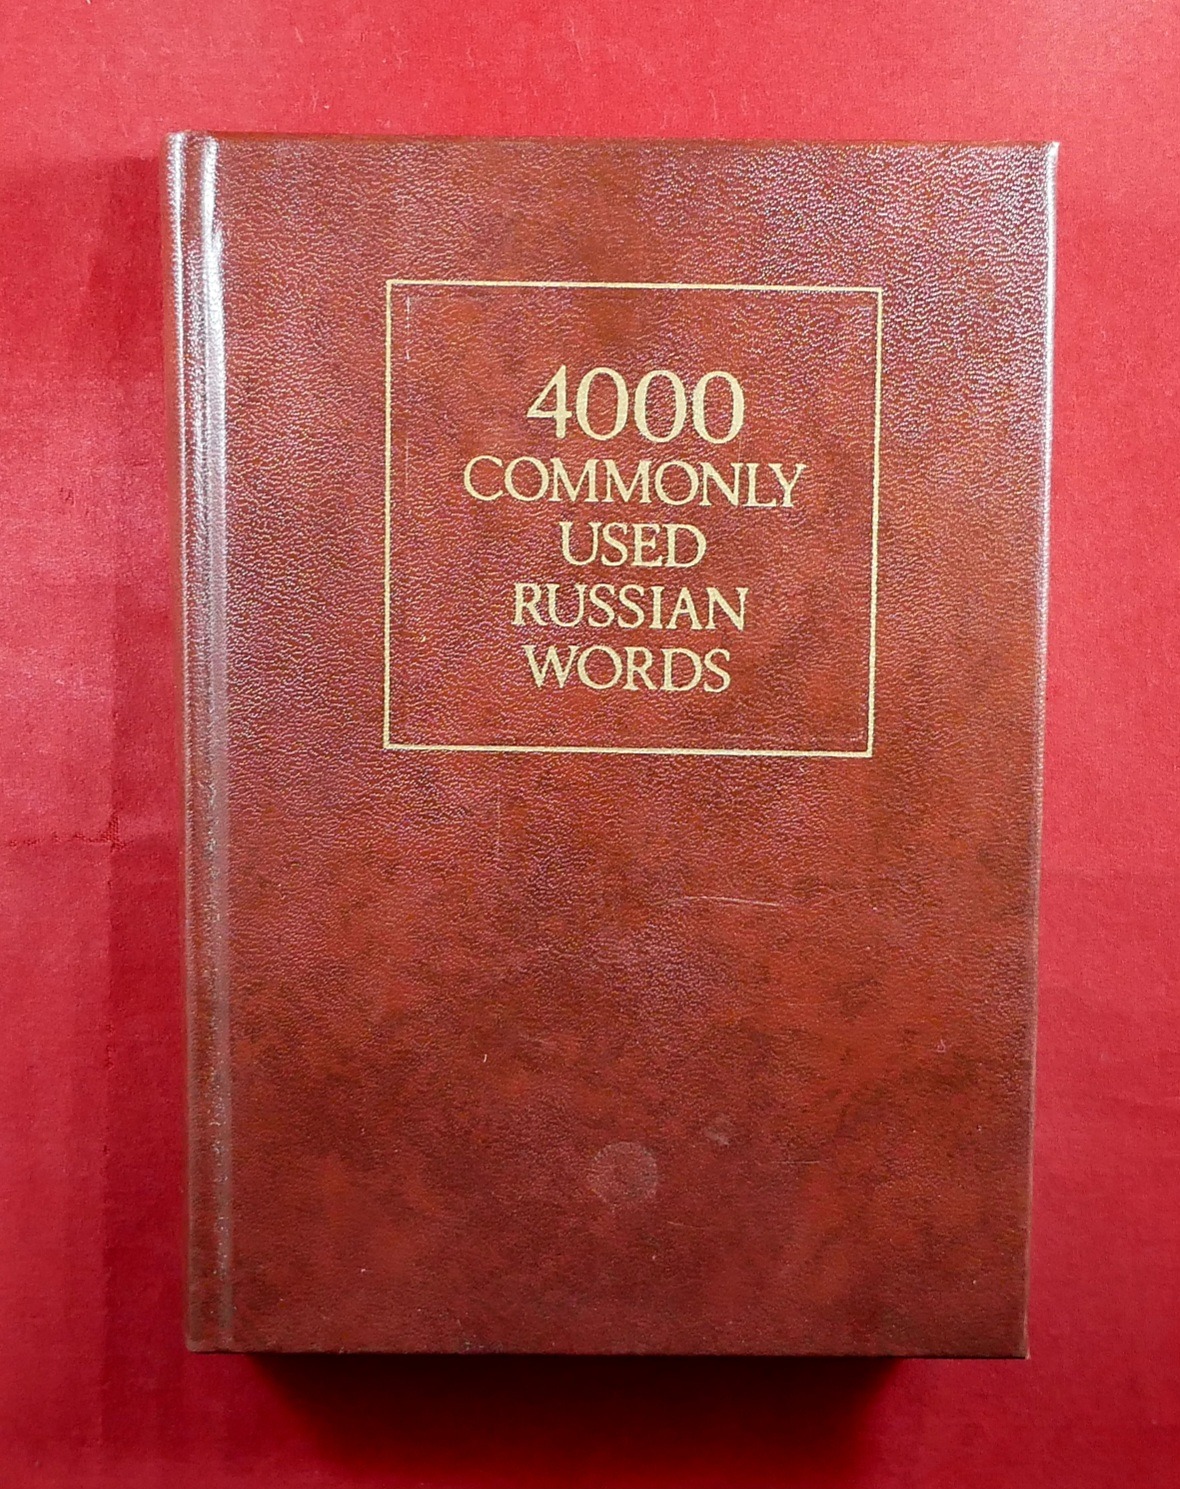 4000
COMMONLY
USED
RUSSIAN
WORDS